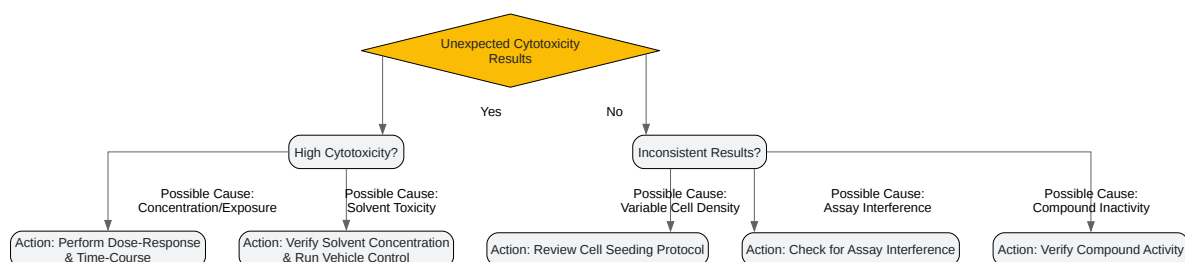 Unexpected Cytotoxicity
Results
Yes
No
High Cytotoxicity?
Inconsistent Results?
Possible Cause:
Concentration/Exposure
Possible Cause:
Solvent Toxicity
Possible Cause:
Variable Cell Density
Possible Cause:
Assay Interference
Possible Cause:
Compound Inactivity
Action: Perform Dose-Response
& Time-Course
Action: Verify Solvent Concentration
& Run Vehicle Control
Action: Review Cell Seeding Protocol
Action: Check for Assay Interference
Action: Verify Compound Activity